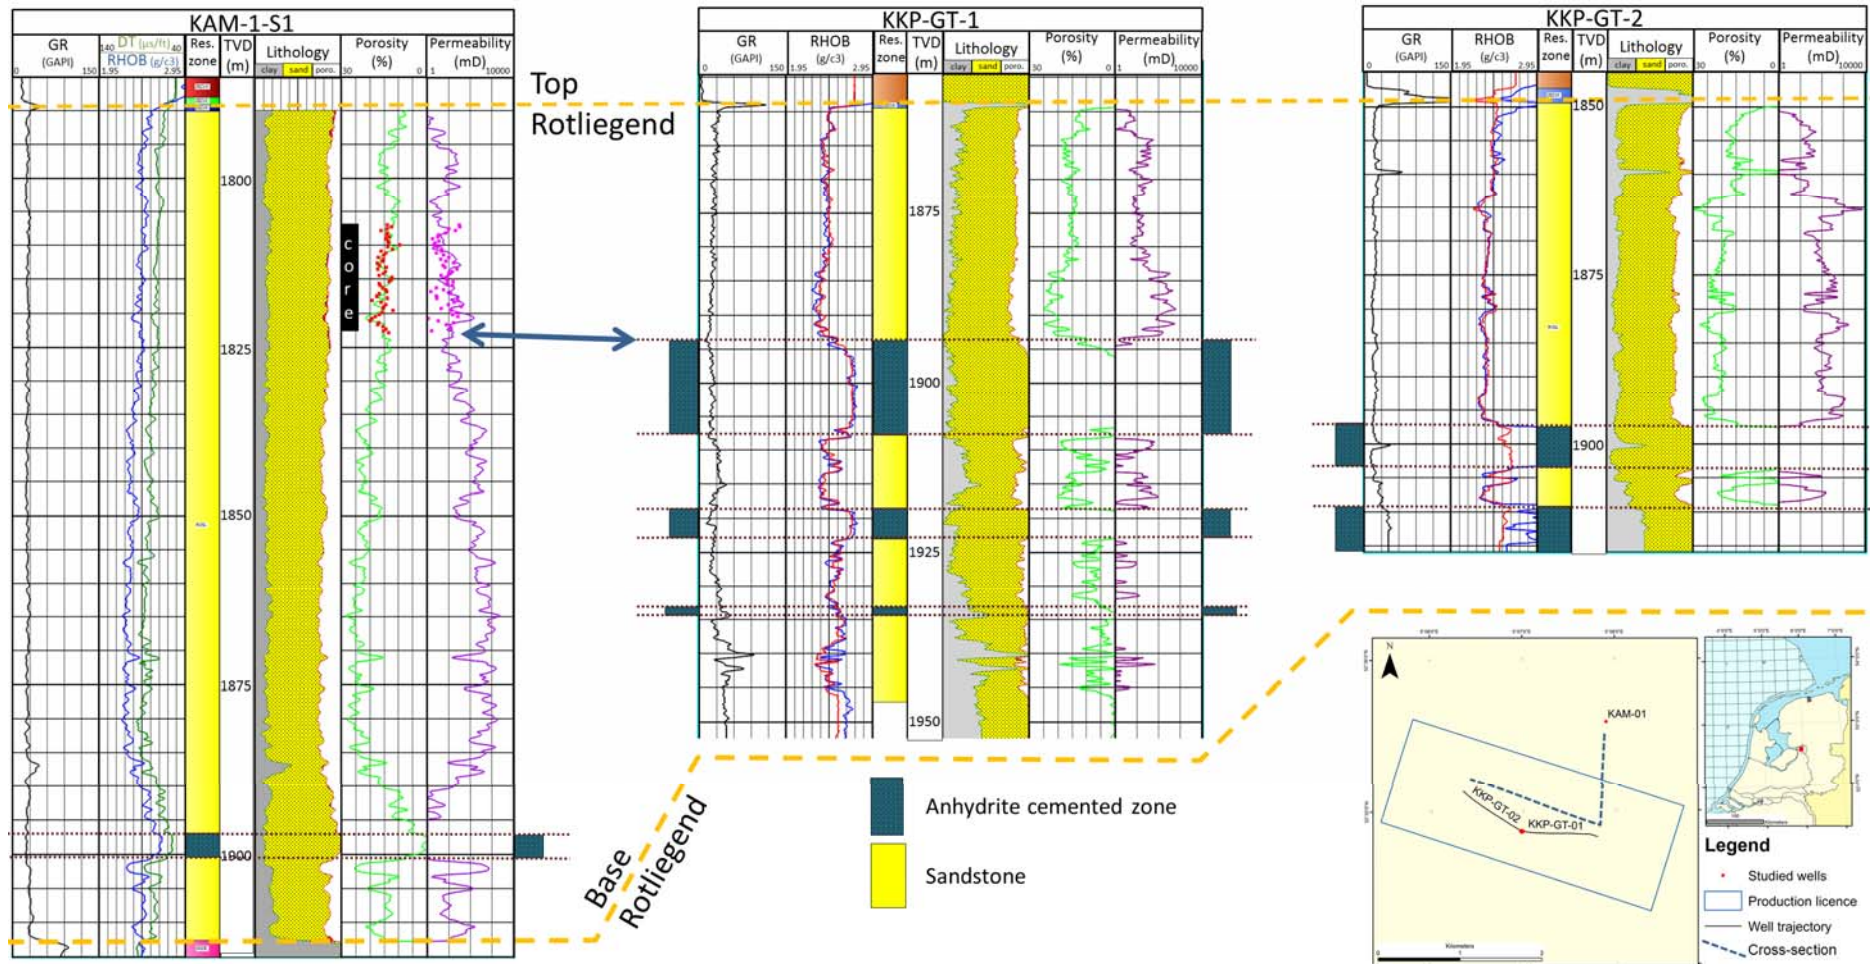 KAM-1-S1
GR
(GAPI)
0 150
140 DT (µs/ft) 40
RHOB (g/c3)
1.95 2.95
Res.
zone
TVD
(m)
Lithology
clay sand poro.
Porosity
(%)
30 0
Permeability
(mD)
1 10000
1800
1825
1850
1875
1900
core
Top
Rotliegend
KKP-GT-1
GR
(GAPI)
0 150
RHOB
(g/c3)
1.95 2.95
Res.
zone
TVD
(m)
Lithology
clay sand poro.
Porosity
(%)
30 0
Permeability
(mD)
1 10000
1875
1900
1925
1950
KKP-GT-2
GR
(GAPI)
0 150
RHOB
(g/c3)
1.95 2.95
Res.
zone
TVD
(m)
Lithology
clay sand poro.
Porosity
(%)
30 0
Permeability
(mD)
1 10000
1850
1875
1900
Base
Rotliegend
Anhydrite cemented zone
Sandstone
N
KAM-01
KKP-GT-02
KKP-GT-01
Kilometers
Legend
Studied wells
Production licence
Well trajectory
Cross-section